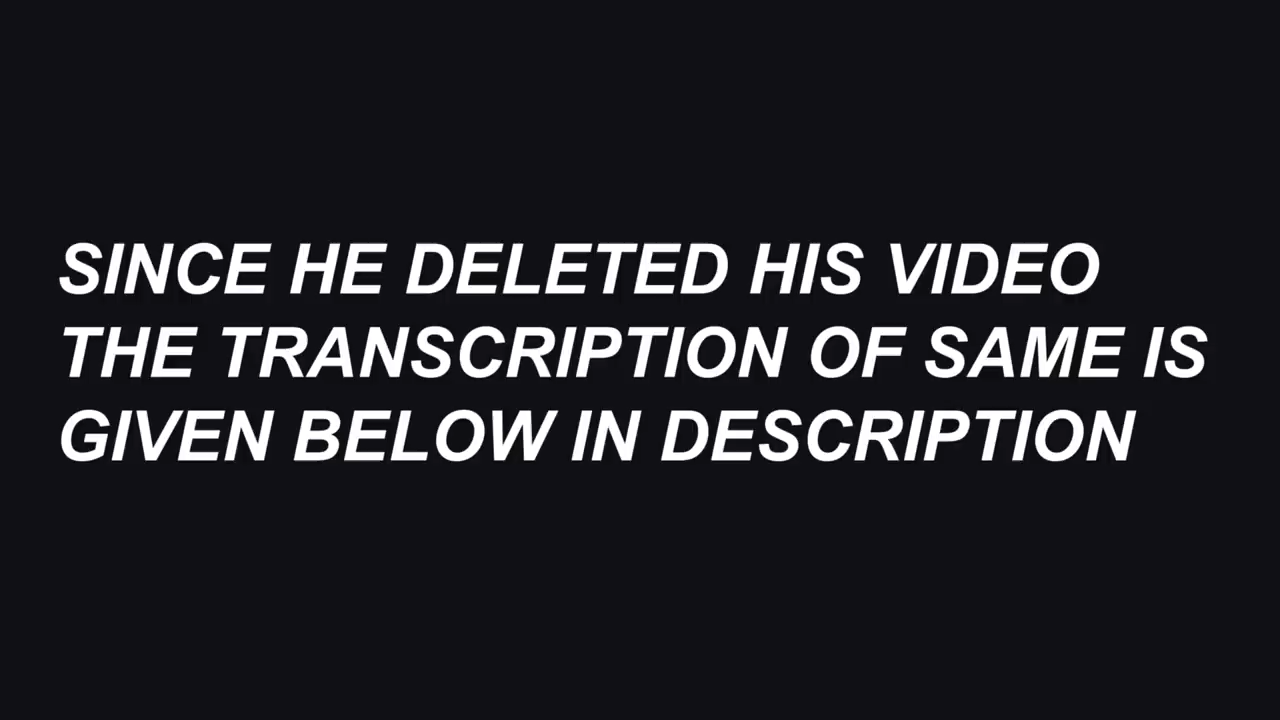 SINCE HE DELETED HIS VIDEO
THE TRANSCRIPTION OF SAME IS
GIVEN BELOW IN DESCRIPTION